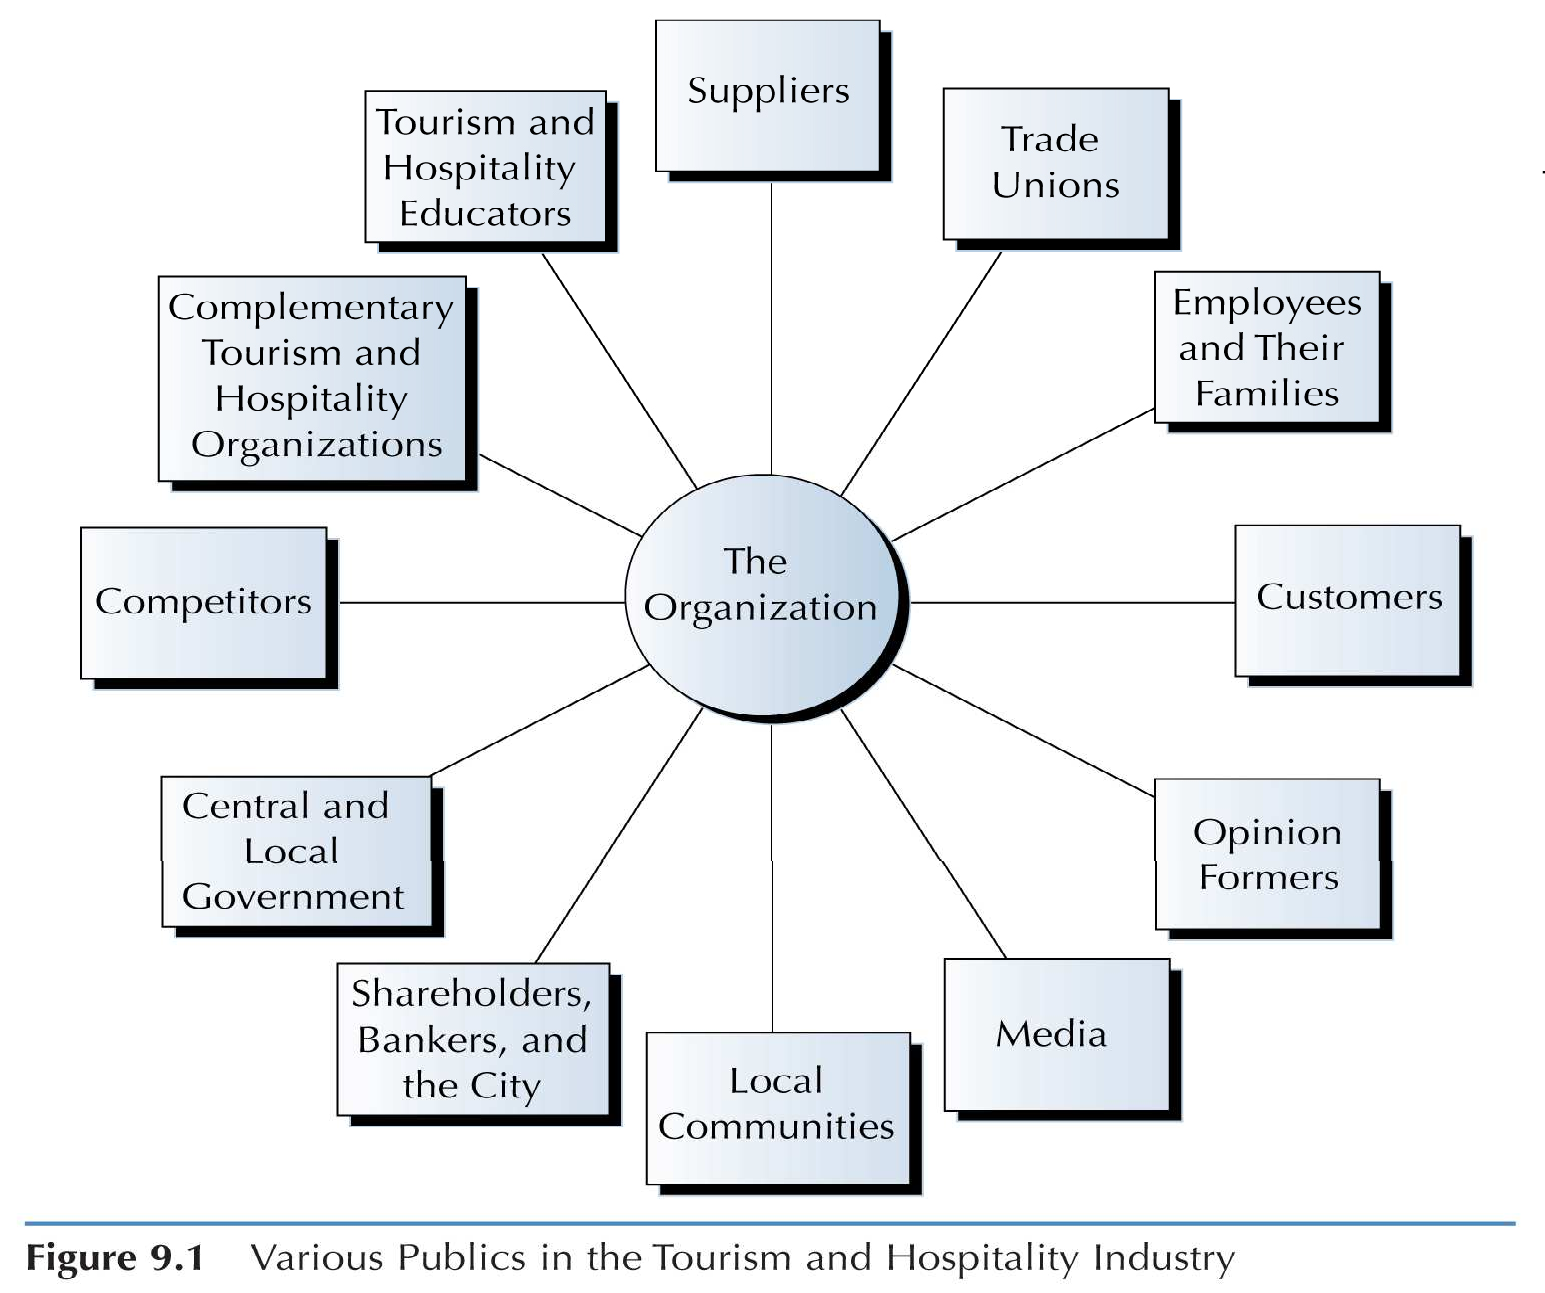 Suppliers
Tourism and
Hospitality
Educators
Trade
Unions
Complementary
Tourism and
Hospitality
Organizations
Employees
and Their
Families
The
Organization
Competitors
Customers
Central and
Local
Government
Opinion
Formers
Shareholders,
Bankers, and
the City
Local
Communities
Media
Figure 9.1 Various Publics in the Tourism and Hospitality Industry